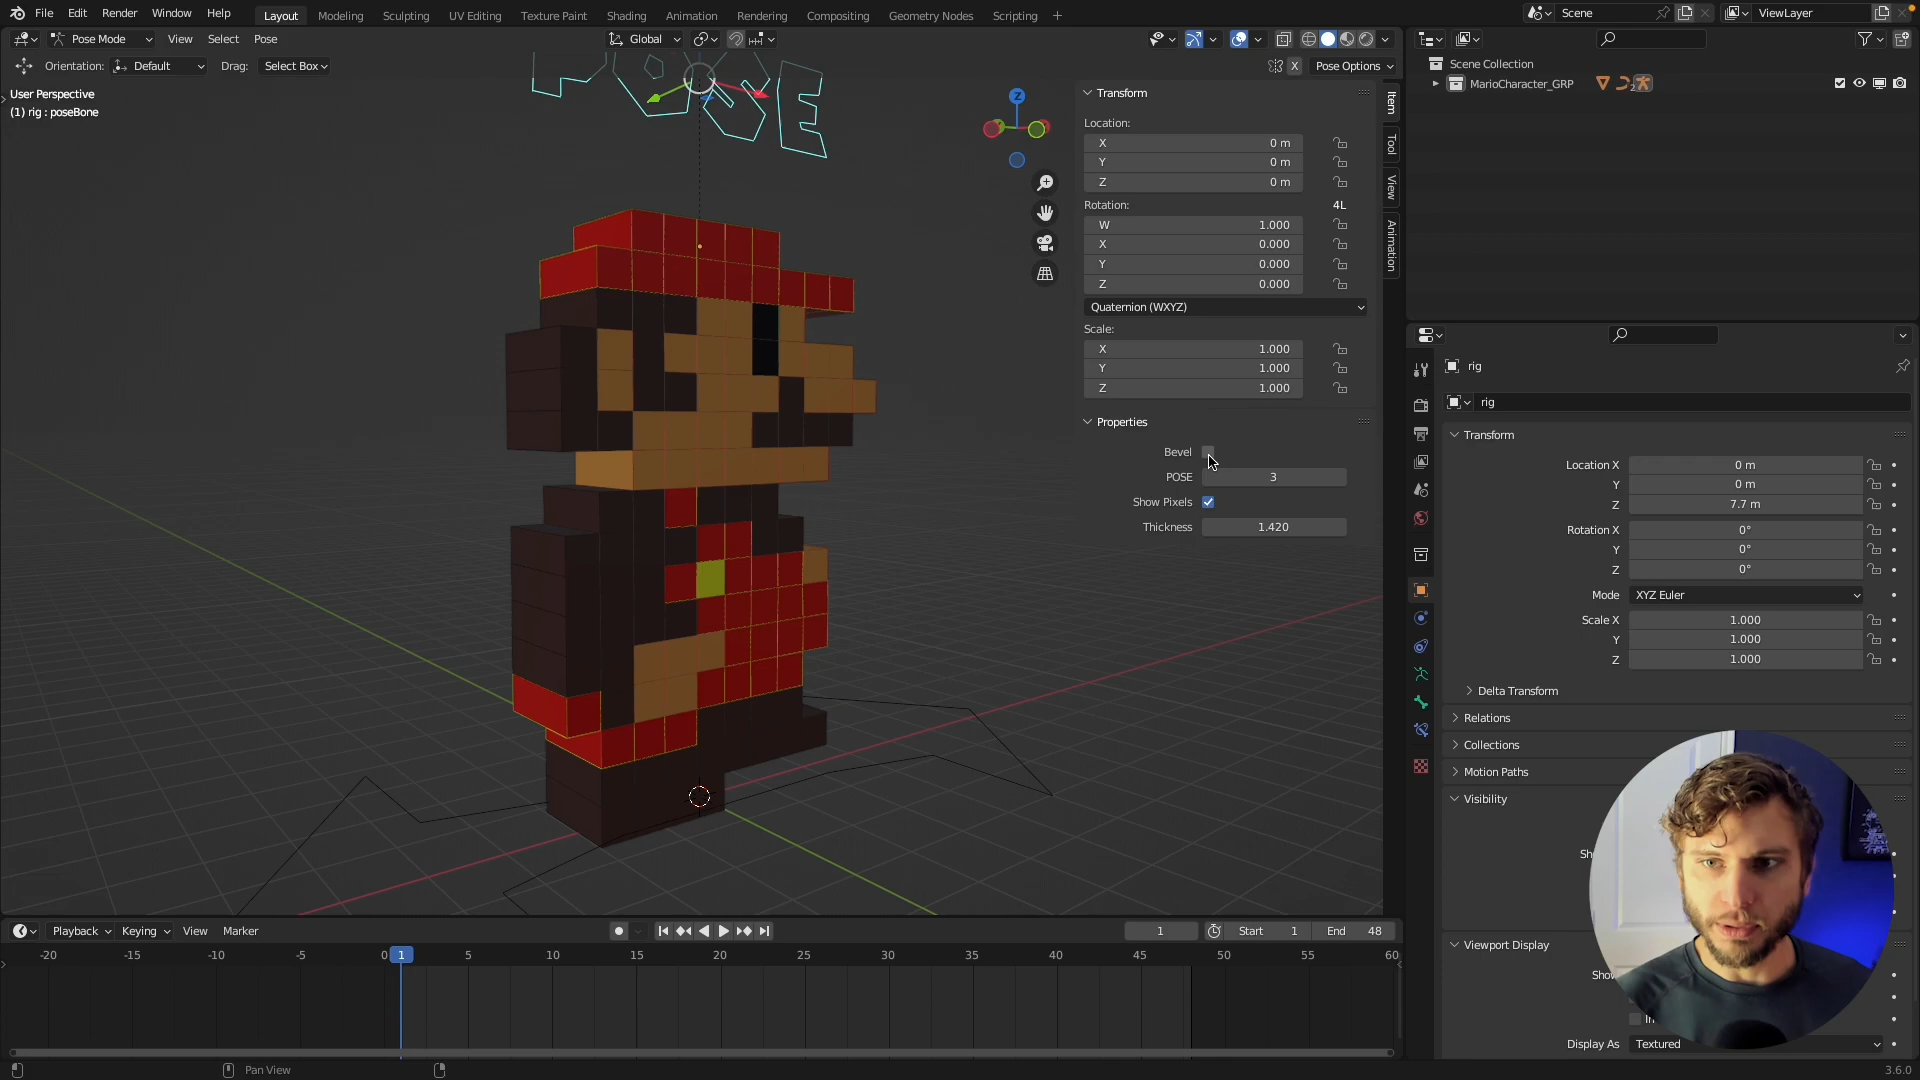 File Edit Render Window Help Layout Modeling Sculpting UV Editing Texture Paint Shading Animation Rendering Compositing Geometry Nodes Scripting + Scene ViewLayer
Pose Mode View Select Pose Global
Orientation: Default Drag: Select Box X Pose Options
User Perspective
(1) rig : poseBone
Z
Item
Tool
View
Animation
Transform
Location:
X 0 m
Y 0 m
Z 0 m
Rotation: 4L
W 1.000
X 0.000
Y 0.000
Z 0.000
Quaternion (WXYZ)
Scale:
X 1.000
Y 1.000
Z 1.000
Properties
Bevel
POSE 3
Show Pixels
Thickness 1.420
Scene Collection
MarioCharacter_GRP 2
rig
rig
Transform
Location X 0 m
Y 0 m
Z 7.7 m
Rotation X 0°
Y 0°
Z 0°
Mode XYZ Euler
Scale X 1.000
Y 1.000
Z 1.000
Delta Transform
Relations
Collections
Motion Paths
Visibility
Viewport Display
Display As Textured
Playback Keying View Marker 1 Start 1 End 48
-20 -15 -10 -5 0 1 5 10 15 20 25 30 35 40 45 50 55 60
Pan View 3.6.0